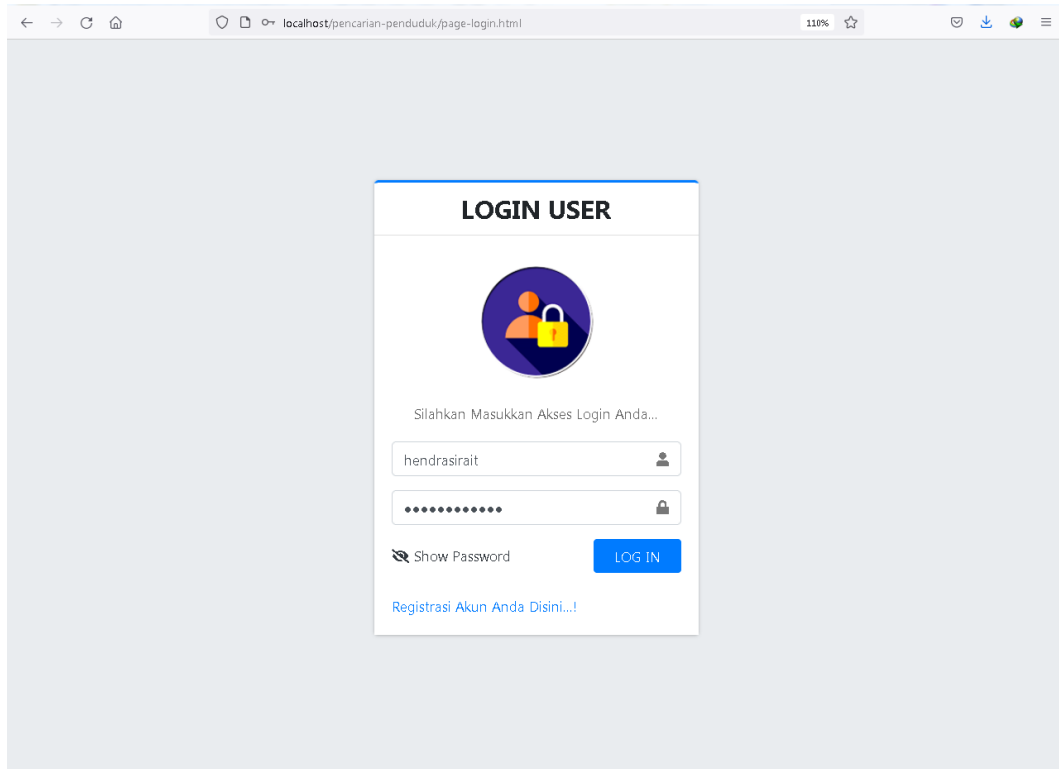 localhost/pencarian-penduduk/page-login.html
110%
LOGIN USER
Silahkan Masukkan Akses Login Anda...
hendrasirait
••••••••••••
Show Password
LOG IN
Registrasi Akun Anda Disini...!